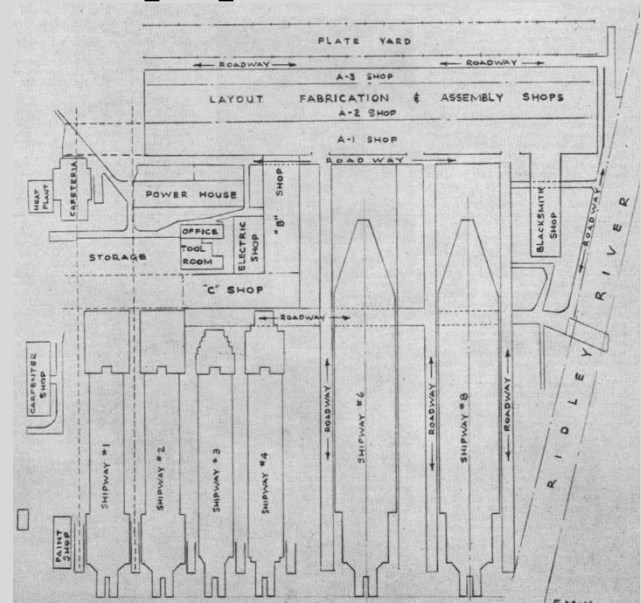 PLATE YARD
ROADWAY
ROADWAY
A-3 SHOP
LAYOUT FABRICATION & ASSEMBLY SHOPS
A-2 SHOP
A-1 SHOP
ROAD WAY
HEAT PLANT
CAFETERIA
POWER HOUSE
"B" SHOP
BLACKSMITH SHOP
ROADWAY
OFFICE
TOOL ROOM
ELECTRIC SHOP
STORAGE
"C" SHOP
ROADWAY
RIDLEY RIVER
CARPENTER SHOP
SHIPWAY #1
SHIPWAY #2
SHIPWAY #3
SHIPWAY #4
ROADWAY
SHIPWAY #6
ROADWAY
SHIPWAY #8
ROADWAY
PAINT SHOP